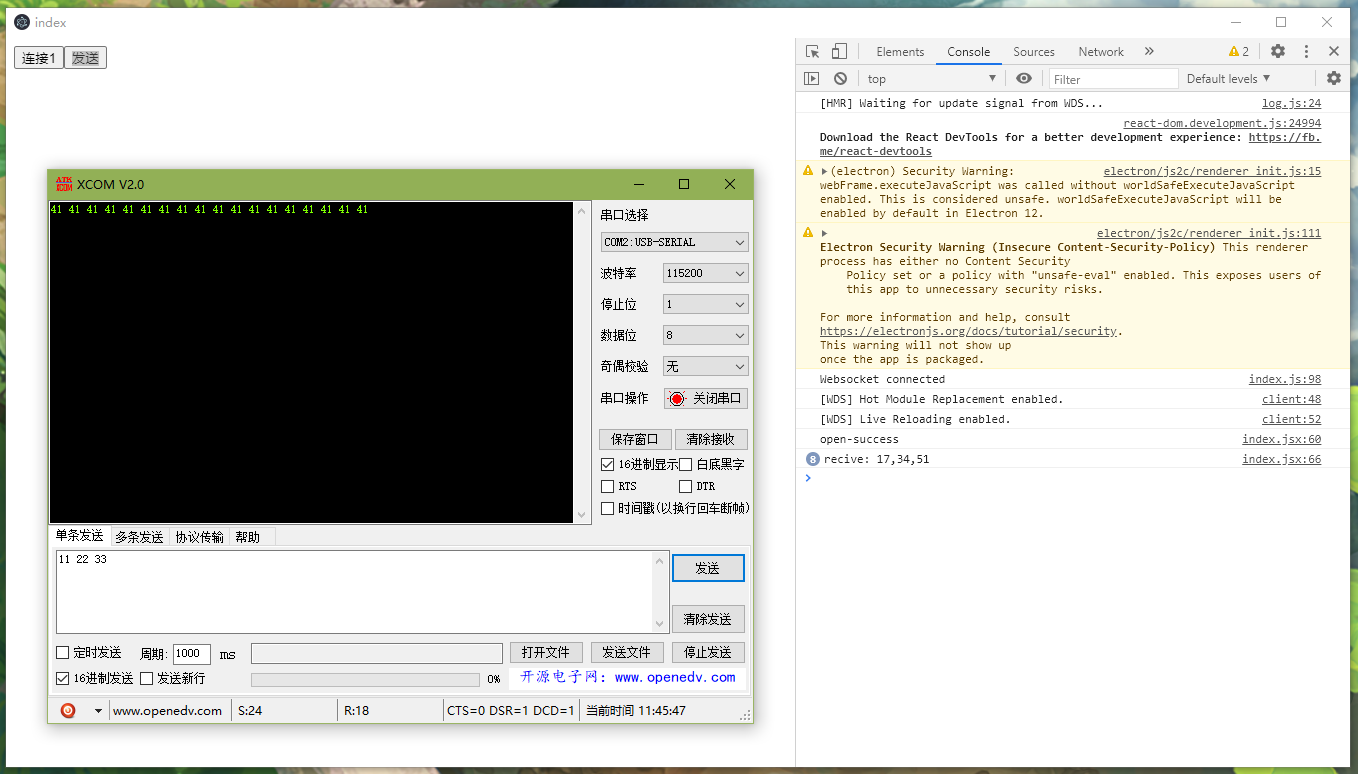 index
连接1 发送
Elements Console Sources Network » 2
top Filter Default levels
[HMR] Waiting for update signal from WDS... log.js:24
react-dom.development.js:24994
Download the React DevTools for a better development experience: https://fb.
me/react-devtools
(electron) Security Warning: electron/js2c/renderer_init.js:15
webFrame.executeJavaScript was called without worldSafeExecuteJavaScript
enabled. This is considered unsafe. worldSafeExecuteJavaScript will be
enabled by default in Electron 12.
electron/js2c/renderer_init.js:111
Electron Security Warning (Insecure Content-Security-Policy) This renderer
process has either no Content Security
Policy set or a policy with "unsafe-eval" enabled. This exposes users of
this app to unnecessary security risks.
For more information and help, consult
https://electronjs.org/docs/tutorial/security.
This warning will not show up
once the app is packaged.
Websocket connected index.js:98
[WDS] Hot Module Replacement enabled. client:48
[WDS] Live Reloading enabled. client:52
open-success index.jsx:60
8 recive: 17,34,51 index.jsx:66
ATK XCOM XCOM V2.0
41 41 41 41 41 41 41 41 41 41 41 41 41 41 41 41 41 41
串口选择
COM2:USB-SERIAL
波特率 115200
停止位 1
数据位 8
奇偶校验 无
串口操作 关闭串口
保存窗口 清除接收
16进制显示 白底黑字
RTS DTR
时间戳(以换行回车断帧)
单条发送 多条发送 协议传输 帮助
11 22 33
发送
清除发送
定时发送 周期: 1000 ms 打开文件 发送文件 停止发送
16进制发送 发送新行 0% 开源电子网：www.openedv.com
www.openedv.com S:24 R:18 CTS=0 DSR=1 DCD=1 当前时间 11:45:47